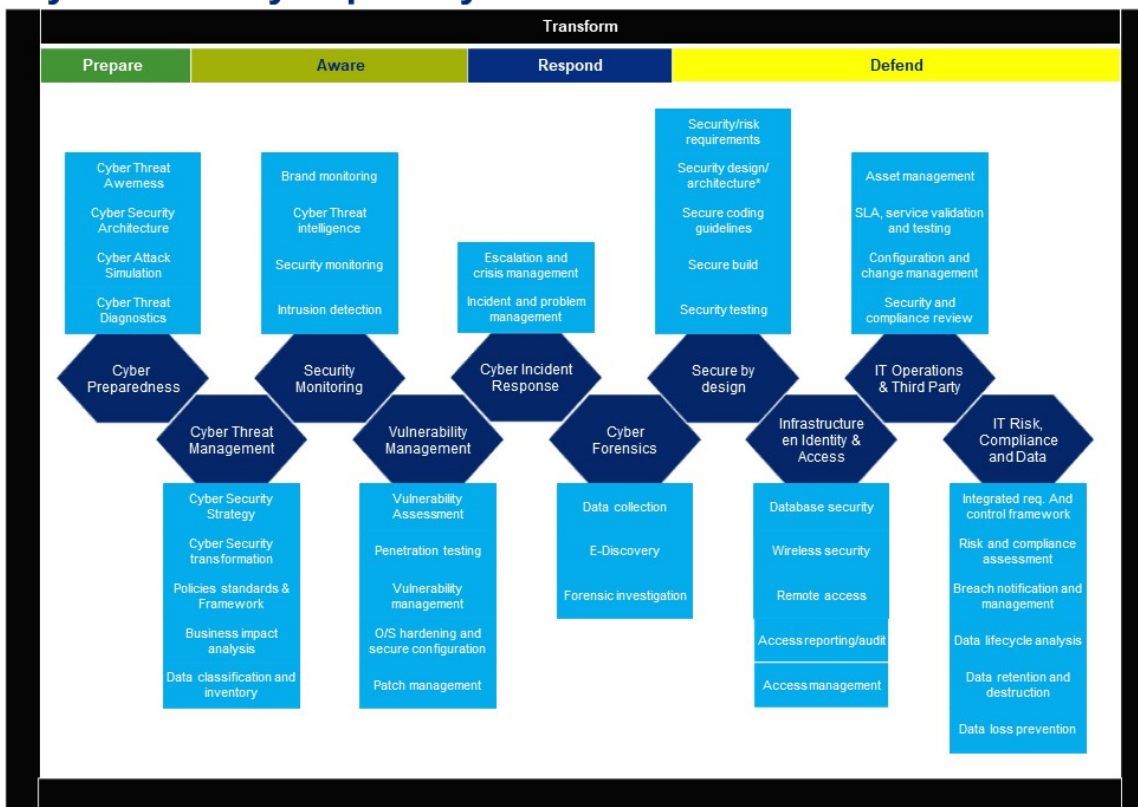 Transform
Prepare
Aware
Respond
Defend
Cyber Threat
Awerness
Cyber Security
Architecture
Cyber Attack
Simulation
Cyber Threat
Diagnostics
Cyber
Preparedness
Cyber Threat
Management
Cyber Security
Strategy
Cyber Security
transformation
Policies standards &
Framework
Business impact
analysis
Data classification and
inventory
Brand monitoring
Cyber Threat
intelligence
Security monitoring
Intrusion detection
Security
Monitoring
Vulnerability
Management
Vulnerability
Assessment
Penetration testing
Vulnerability
management
O/S hardening and
secure configuration
Patch management
Escalation and
crisis management
Incident and problem
management
Cyber Incident
Response
Cyber
Forensics
Data collection
E-Discovery
Forensic investigation
Security/risk
requirements
Security design/
architecture*
Secure coding
guidelines
Secure build
Security testing
Secure by
design
Infrastructure
en Identity &
Access
Database security
Wireless security
Remote access
Access reporting/audit
Access management
Asset management
SLA, service validation
and testing
Configuration and
change management
Security and
compliance review
IT Operations
& Third Party
IT Risk,
Compliance
and Data
Integrated req. And
control framework
Risk and compliance
assessment
Breach notification and
management
Data lifecycle analysis
Data retention and
destruction
Data loss prevention